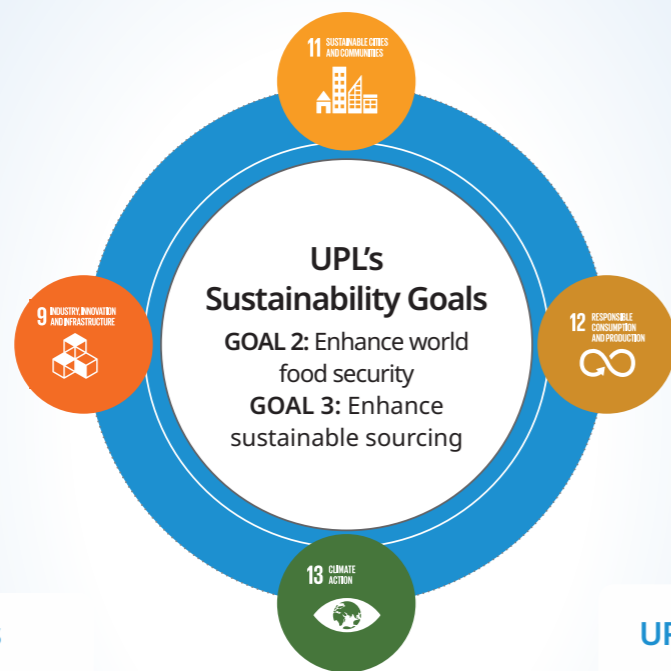 11 SUSTAINABLE CITIES
AND COMMUNITIES
UPL's
Sustainability Goals
GOAL 2: Enhance world
food security
GOAL 3: Enhance
sustainable sourcing
9 INDUSTRY, INNOVATION
AND INFRASTRUCTURE
12 RESPONSIBLE
CONSUMPTION
AND PRODUCTION
13 CLIMATE
ACTION